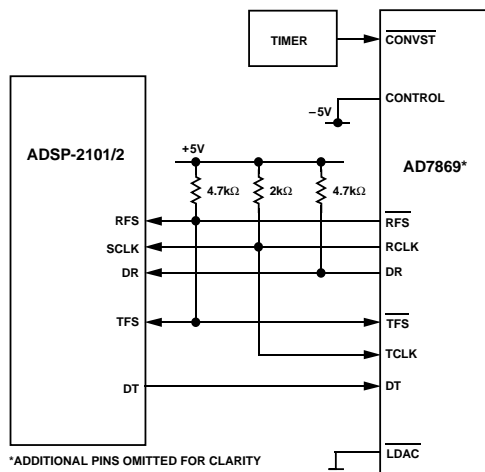 TIMER
CONVST
CONTROL
–5V
ADSP-2101/2
AD7869*
+5V
4.7kΩ 2kΩ 4.7kΩ
RFS RFS
SCLK RCLK
DR DR
TFS TFS
TCLK
DT DT
LDAC
*ADDITIONAL PINS OMITTED FOR CLARITY